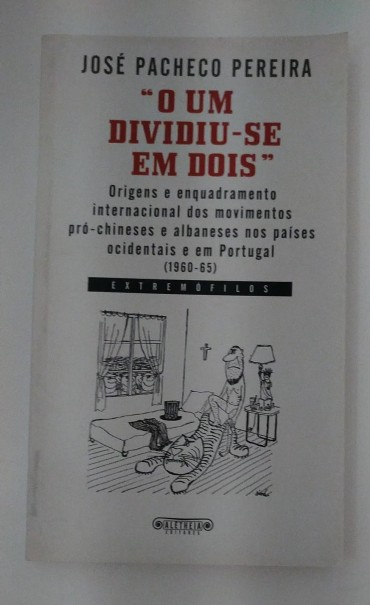 JOSÉ PACHECO PEREIRA
“O UM
DIVIDIU-SE
EM DOIS”
Origens e enquadramento
internacional dos movimentos
pró-chineses e albaneses nos países
ocidentais e em Portugal
(1960-65)
EXTREMÓFILOS
ALETHEIA
EDITORES